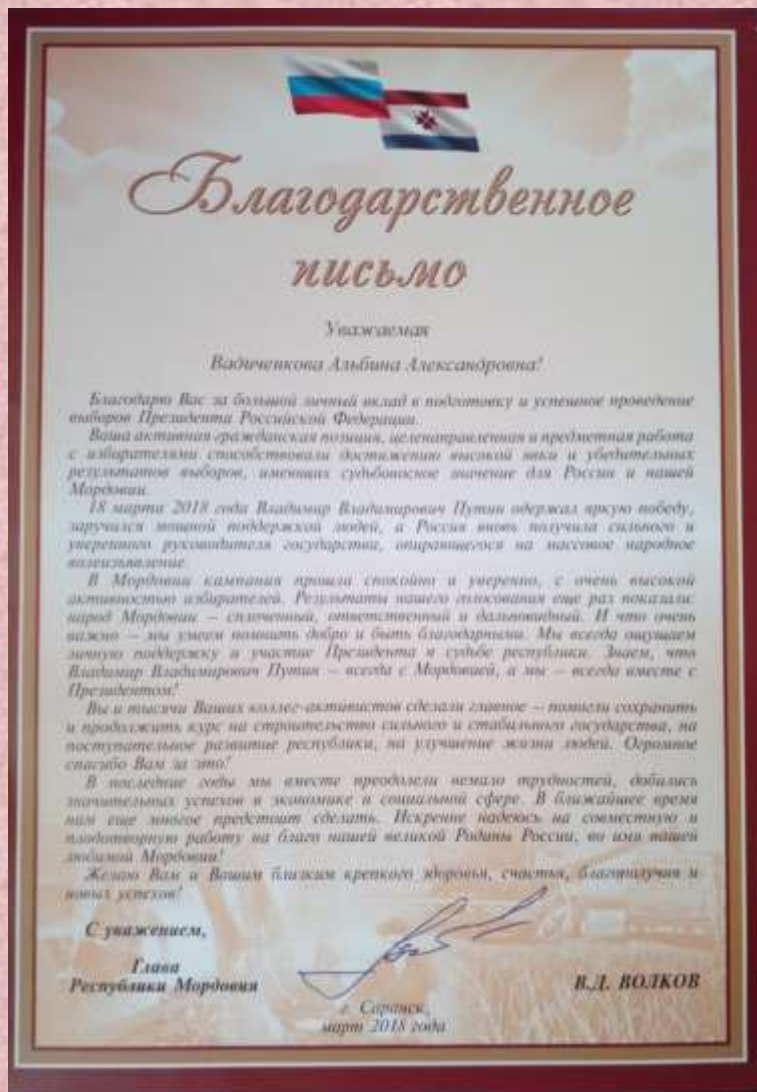 Благодарственное
письмо
Уважаемая
Вадиченкова Альбина Александровна!
Благодарю Вас за большой личный вклад в подготовку и успешное проведение
выборов Президента Российской Федерации.
Ваша активная гражданская позиция, целенаправленная и предметная работа
с избирателями способствовали достижению высокой явки и убедительных
результатов выборов, имеющих судьбоносное значение для России и нашей
Мордовии.
18 марта 2018 года Владимир Владимирович Путин одержал яркую победу,
заручился мощной поддержкой людей, а Россия вновь получила сильного и
уверенного руководителя государства, опирающегося на массовое народное
волеизъявление.
В Мордовии кампания прошла спокойно и уверенно, с очень высокой
активностью избирателей. Результаты нашего голосования еще раз показали:
народ Мордовии – сплоченный, ответственный и дальновидный. И что очень
важно – мы умеем помнить добро и быть благодарными. Мы всегда ощущаем
личную поддержку и участие Президента в судьбе республики. Знаем, что
Владимир Владимирович Путин – всегда с Мордовией, а мы – всегда вместе с
Президентом!
Вы и тысячи Ваших коллег-активистов сделали главное – помогли сохранить
и продолжить курс на строительство сильного и стабильного государства, на
поступательное развитие республики, на улучшение жизни людей. Огромное
спасибо Вам за это!
В последние годы мы вместе преодолели немало трудностей, добились
значительных успехов в экономике и социальной сфере. В ближайшее время
нам еще многое предстоит сделать. Искренне надеюсь на совместную и
плодотворную работу на благо нашей великой Родины России, во имя нашей
любимой Мордовии!
Желаю Вам и Вашим близким крепкого здоровья, счастья, благополучия и
новых успехов!
С уважением,
Глава
Республики Мордовия
В.Д. ВОЛКОВ
г. Саранск,
март 2018 года